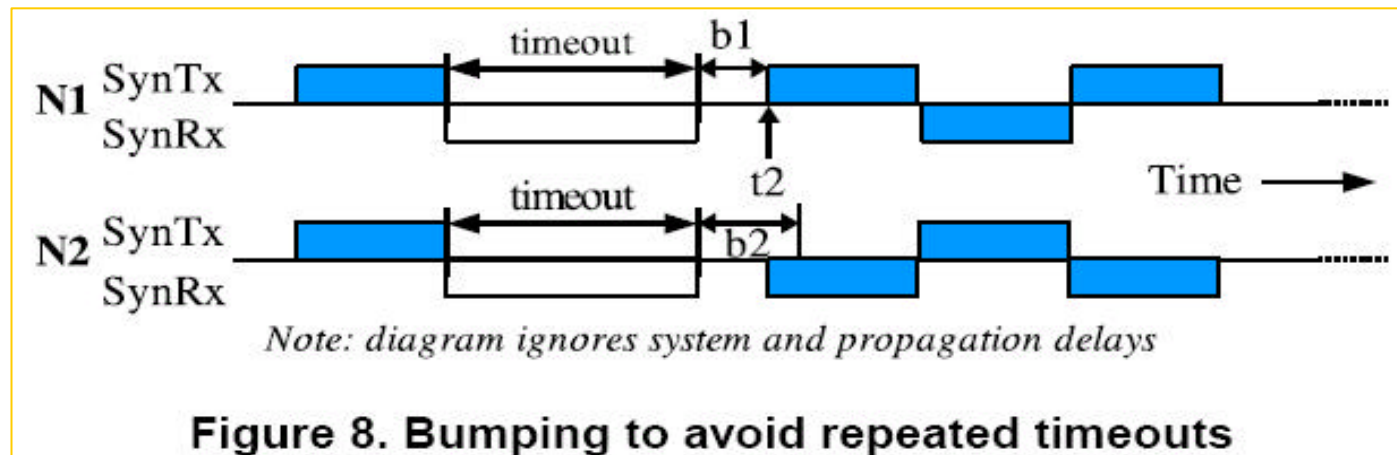 timeout b1
N1 SynTx
SynRx
t2
Time
timeout
N2 SynTx
b2
SynRx
Note: diagram ignores system and propagation delays
Figure 8. Bumping to avoid repeated timeouts